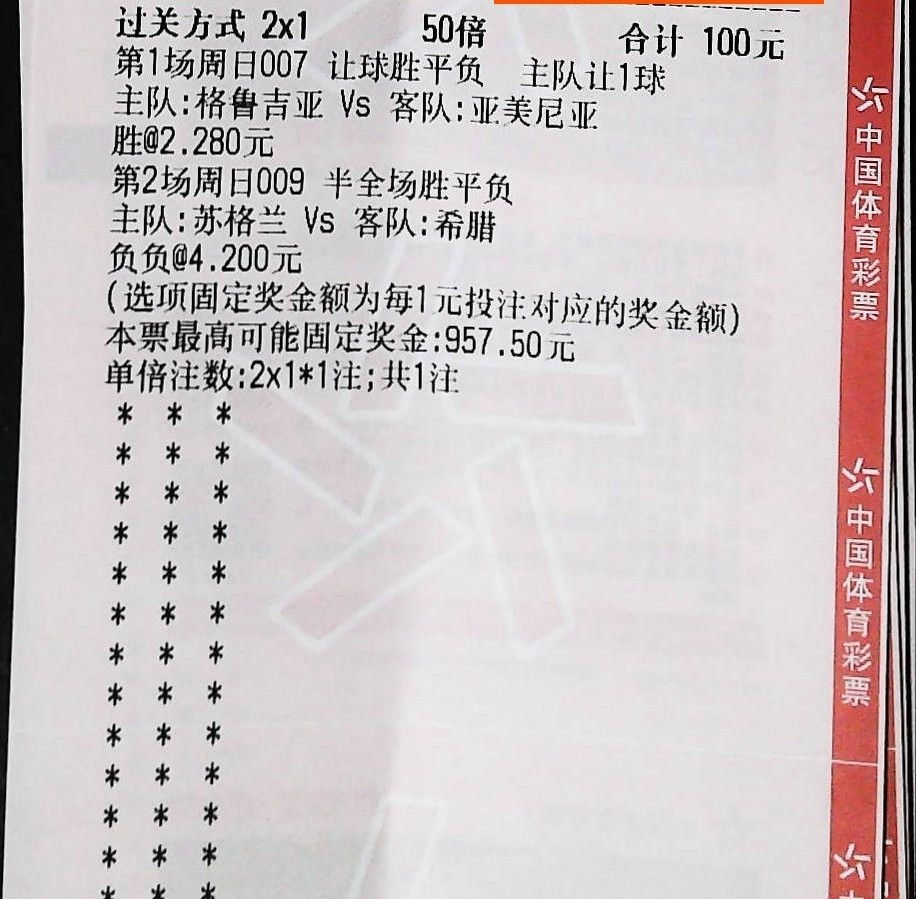 过关方式 2x1 50倍 合计 100元
第1场周日007 让球胜平负 主队让1球
主队:格鲁吉亚 Vs 客队:亚美尼亚
胜@2.280元
第2场周日009 半全场胜平负
主队:苏格兰 Vs 客队:希腊
负负@4.200元
(选项固定奖金额为每1元投注对应的奖金额)
本票最高可能固定奖金:957.50元
单倍注数:2x1*1注;共1注
* * *
* * *
* * *
* * *
* * *
* * *
* * *
* * *
* * *
* * *
* * *
* * *
* * *
中国体育彩票
中国体育彩票
中